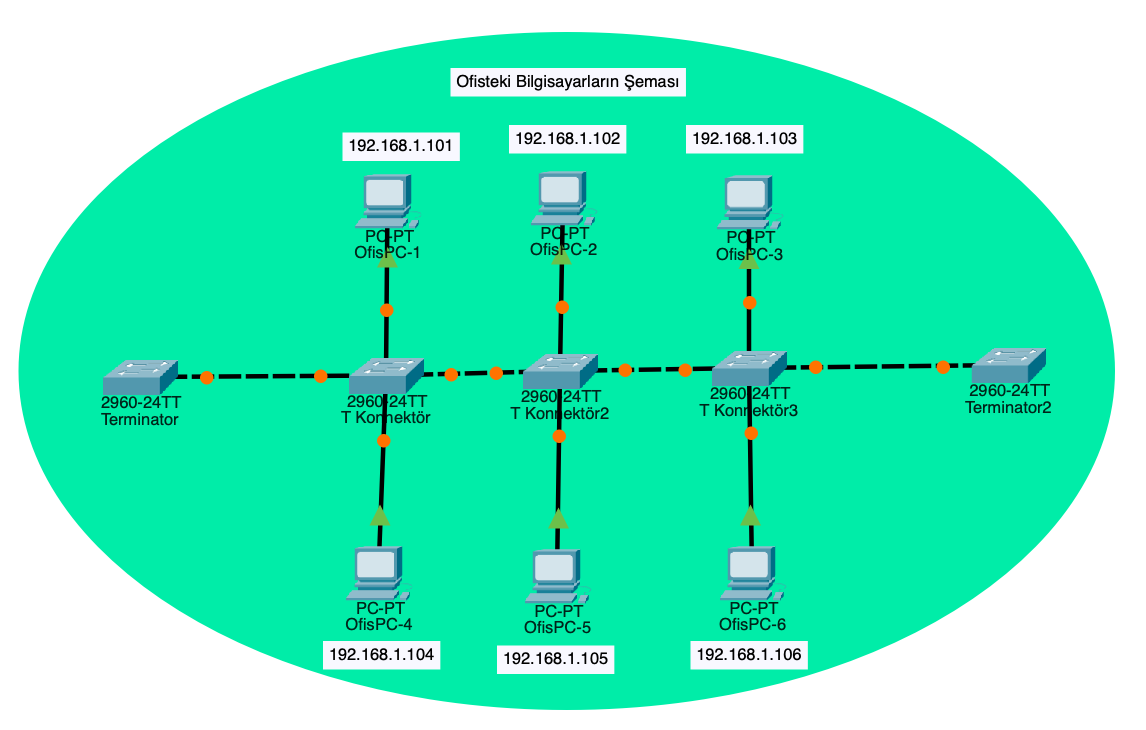 Ofisteki Bilgisayarların Şeması
192.168.1.101
192.168.1.102
192.168.1.103
PC-PT
OfisPC-1
PC-PT
OfisPC-2
PC-PT
OfisPC-3
2960-24TT
Terminator
2960-24TT
T Konnektör
2960-24TT
T Konnektör2
2960-24TT
T Konnektör3
2960-24TT
Terminator2
PC-PT
OfisPC-4
192.168.1.104
PC-PT
OfisPC-5
192.168.1.105
PC-PT
OfisPC-6
192.168.1.106